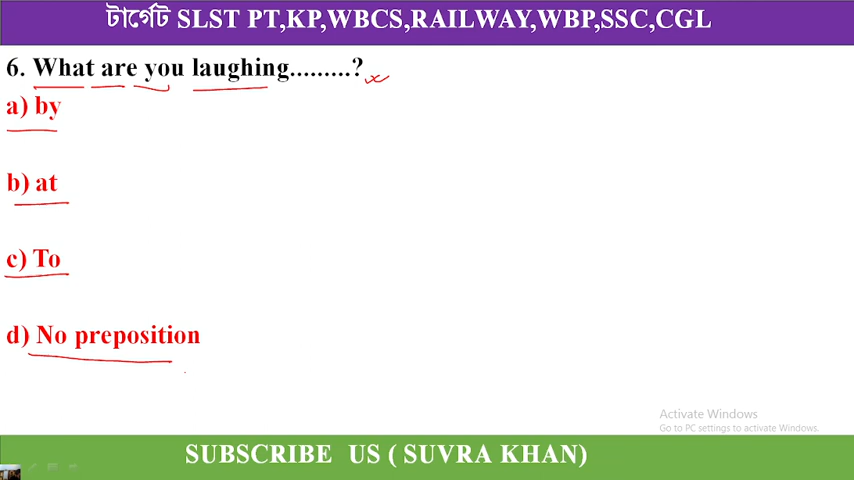 টার্গেট SLST PT,KP,WBCS,RAILWAY,WBP,SSC,CGL
6. What are you laughing.........?
a) by
b) at
c) To
d) No preposition
Activate Windows
Go to PC settings to activate Windows.
SUBSCRIBE US ( SUVRA KHAN)